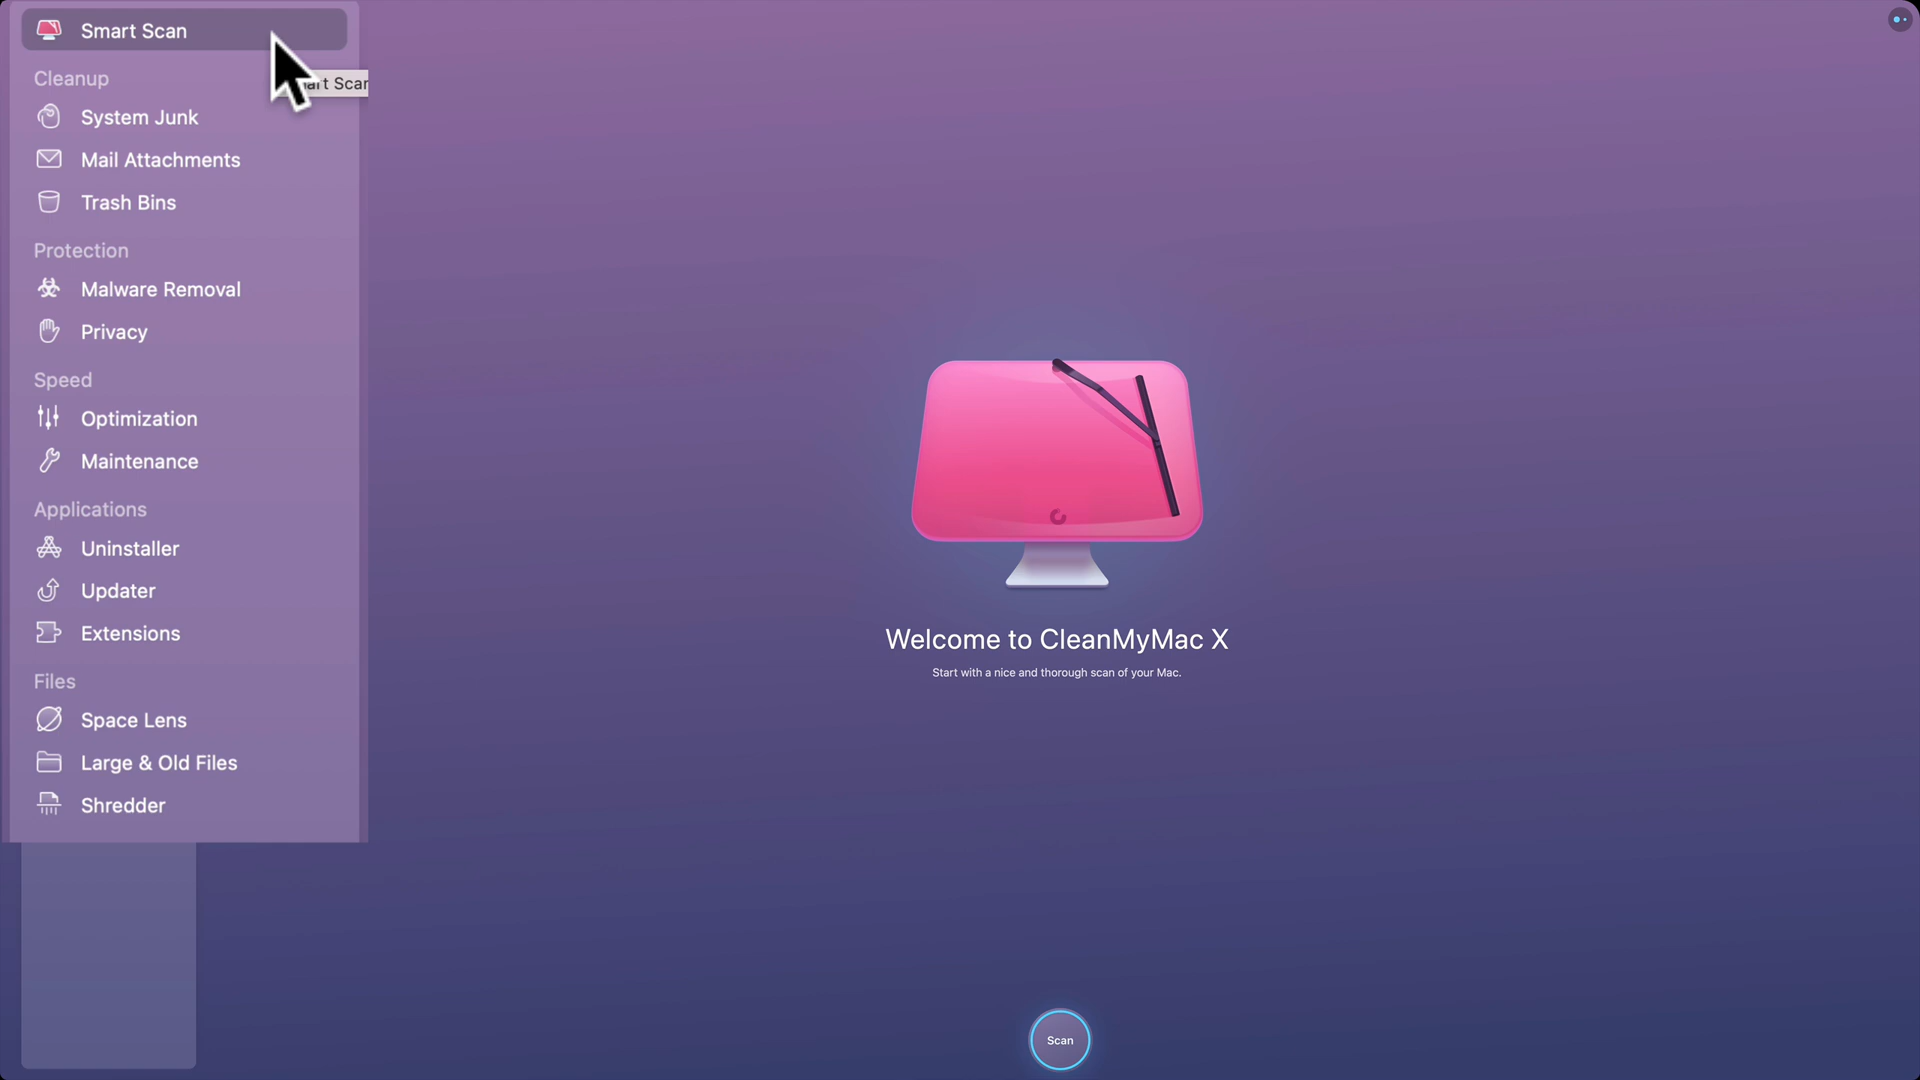 Smart Scan
Cleanup
System Junk
Mail Attachments
Trash Bins
Protection
Malware Removal
Privacy
Speed
Optimization
Maintenance
Applications
Uninstaller
Updater
Extensions
Files
Space Lens
Large & Old Files
Shredder
Welcome to CleanMyMac X
Start with a nice and thorough scan of your Mac.
Scan